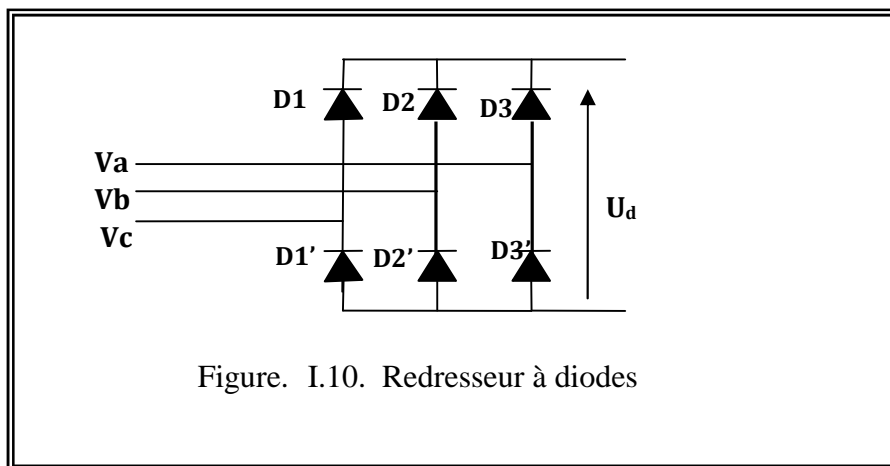 D1 D2 D3
Va
Vb
Vc
Ud
D1’ D2’ D3’
Figure. I.10. Redresseur à diodes